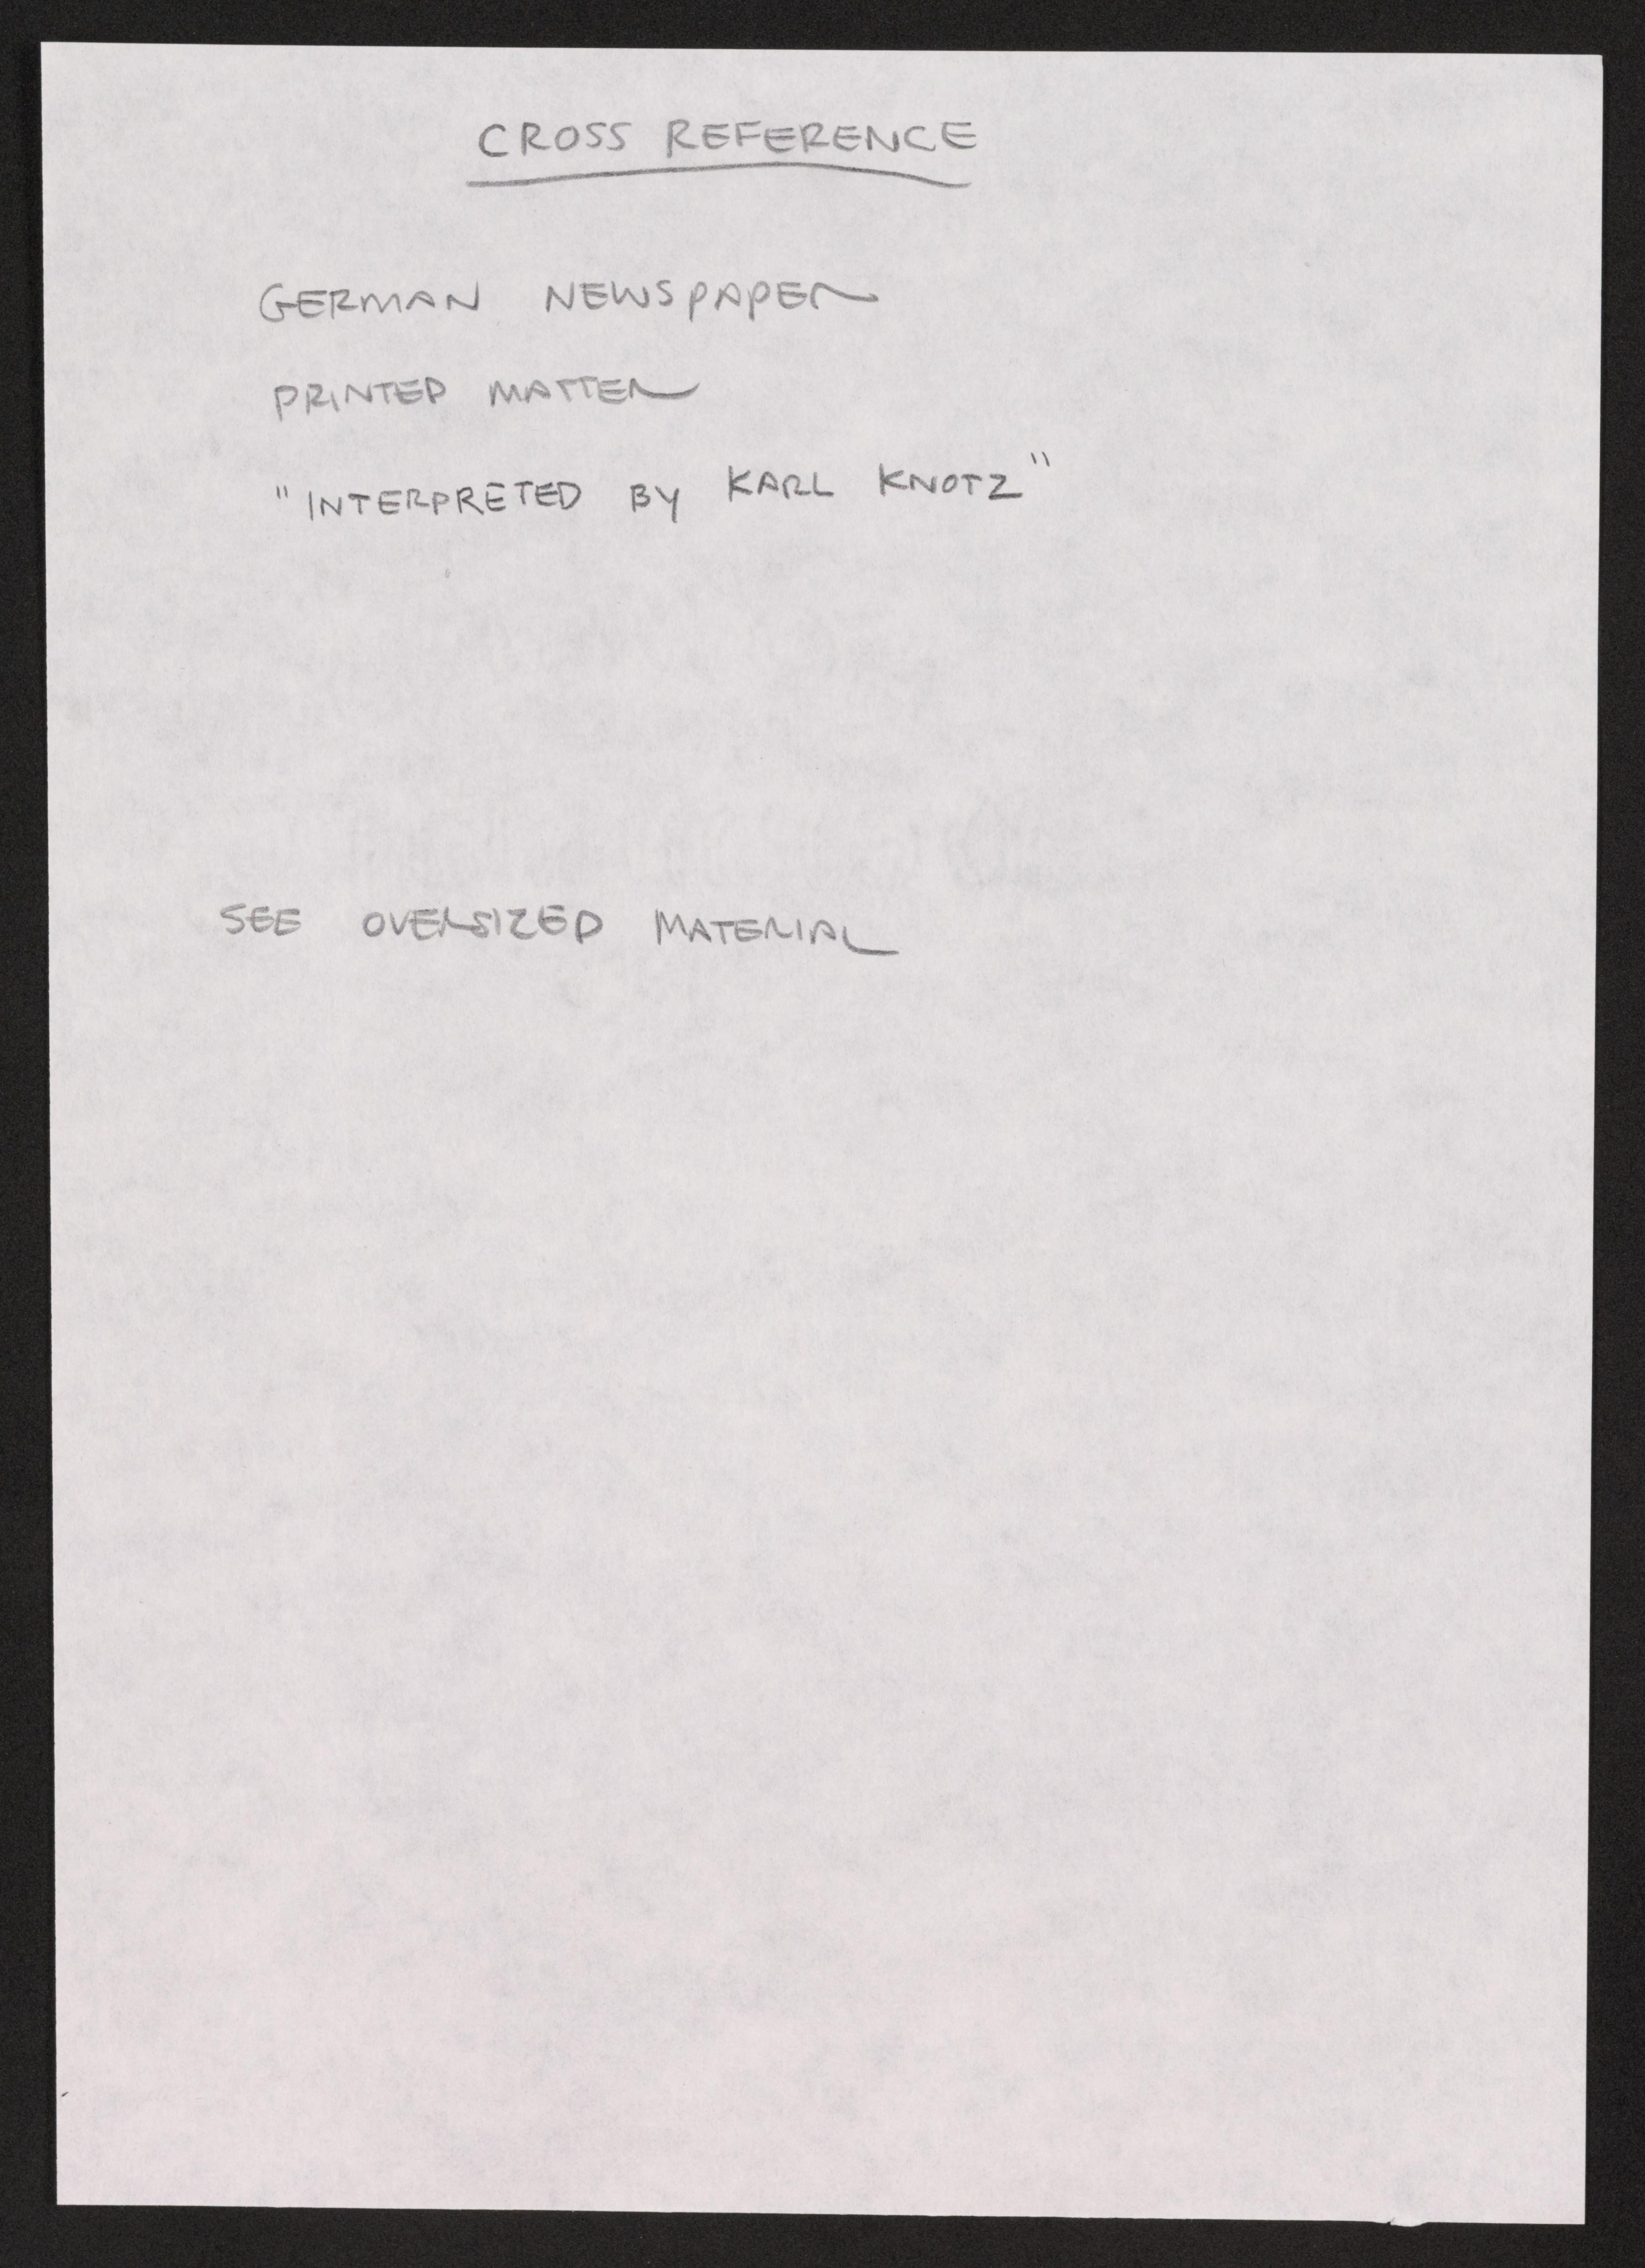 CROSS REFERENCE
GERMAN NEWSPAPER
PRINTED MATTER
"INTERPRETED BY KARL KNOTZ"
SEE OVERSIZED MATERIAL